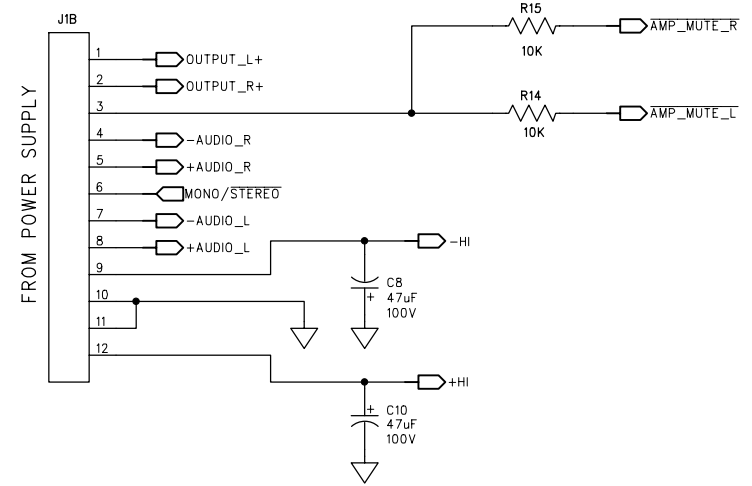 J1B
FROM POWER SUPPLY
R15
10K
AMP_MUTE_R
1
OUTPUT_L+
2
OUTPUT_R+
3
R14
10K
AMP_MUTE_L
4
-AUDIO_R
5
+AUDIO_R
6
MONO/STEREO
7
-AUDIO_L
8
+AUDIO_L
9
-HI
C8
+ 47uF
100V
10
11
12
+HI
+ C10
47uF
100V